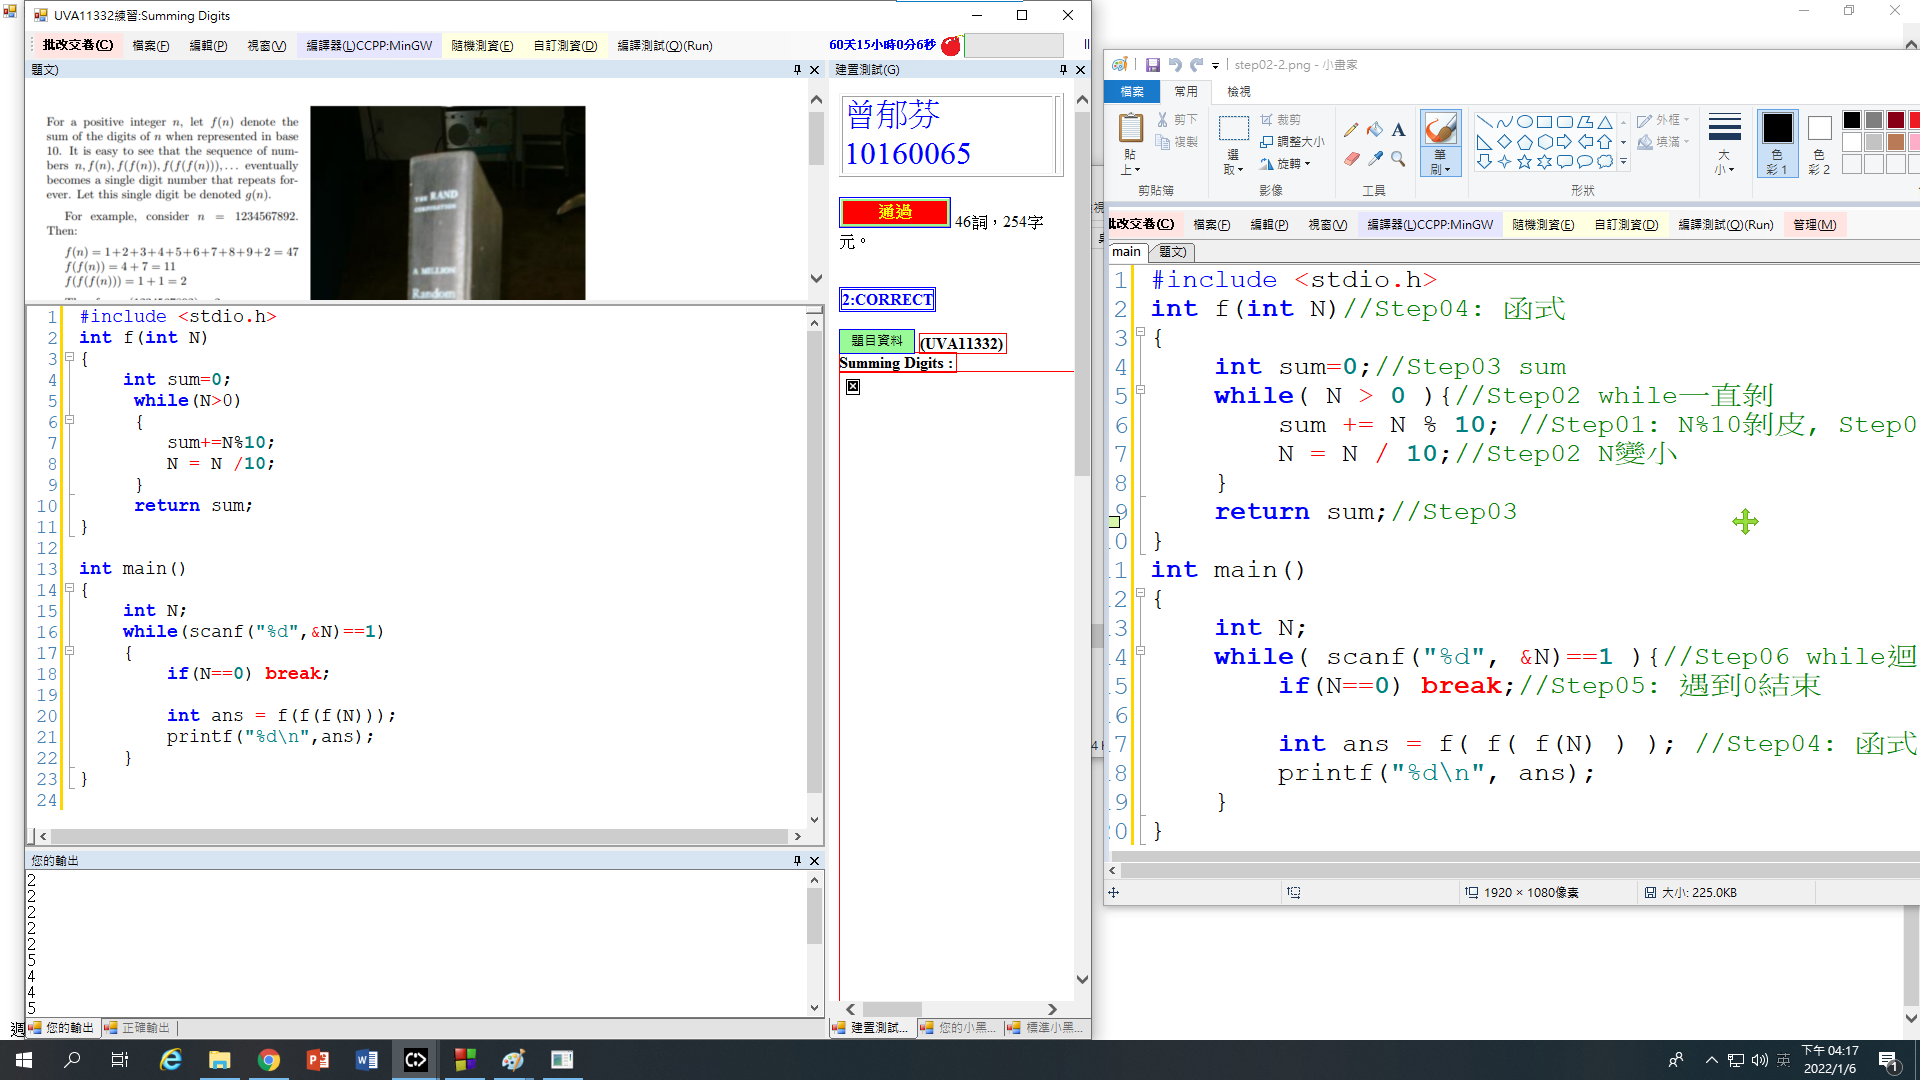 UVA11332練習:Summing Digits
批改交卷(C) 檔案(F) 編輯(P) 視窗(V) 編譯器(L)CCPP:MinGW 隨機測資(E) 自訂測資(D) 編譯測試(Q)(Run) 60天15小時0分6秒
題文)
For a positive integer n, let f(n) denote the
sum of the digits of n when represented in base
10. It is easy to see that the sequence of num-
bers n, f(n), f(f(n)), f(f(f(n))), . . . eventually
becomes a single digit number that repeats for-
ever. Let this single digit be denoted g(n).
For example, consider n = 1234567892.
Then:
f(n) = 1+2+3+4+5+6+7+8+9+2 = 47
f(f(n)) = 4 + 7 = 11
f(f(f(n))) = 1 + 1 = 2
THE RAND
CORPORATION
A MILLION
Random
1 #include <stdio.h>
2 int f(int N)
3 {
4 int sum=0;
5 while(N>0)
6 {
7 sum+=N%10;
8 N = N /10;
9 }
10 return sum;
11 }
12
13 int main()
14 {
15 int N;
16 while(scanf("%d",&N)==1)
17 {
18 if(N==0) break;
19
20 int ans = f(f(f(N)));
21 printf("%d\n",ans);
22 }
23 }
24
您的輸出
2
2
2
2
2
5
4
4
5
您的輸出 正確輸出
建置測試(G)
曾郁芬
10160065
通過 46詞，254字
元。
2:CORRECT
題目資料 (UVA11332)
Summing Digits :
建置測試... 您的小黑... 標準小黑...
step02-2.png - 小畫家
檔案 常用 檢視
貼上 剪下 複製 剪貼簿
選取 裁剪 調整大小 旋轉 影像
工具
筆刷
外框 填滿 形狀
大小
色彩 1 色彩 2
批改交卷(C) 檔案(F) 編輯(P) 視窗(V) 編譯器(L)CCPP:MinGW 隨機測資(E) 自訂測資(D) 編譯測試(Q)(Run) 管理(M)
main 題文)
1 #include <stdio.h>
2 int f(int N)//Step04: 函式
3 {
4 int sum=0;//Step03 sum
5 while( N > 0 ){//Step02 while一直剝
6 sum += N % 10; //Step01: N%10剝皮, Step0
7 N = N / 10;//Step02 N變小
8 }
9 return sum;//Step03
0 }
1 int main()
2 {
3 int N;
4 while( scanf("%d", &N)==1 ){//Step06 while迴
5 if(N==0) break;//Step05: 遇到0結束
6
7 int ans = f( f( f(N) ) ); //Step04: 函式
8 printf("%d\n", ans);
9 }
0 }
1920 × 1080像素 大小: 225.0KB
英 下午 04:17
2022/1/6
1